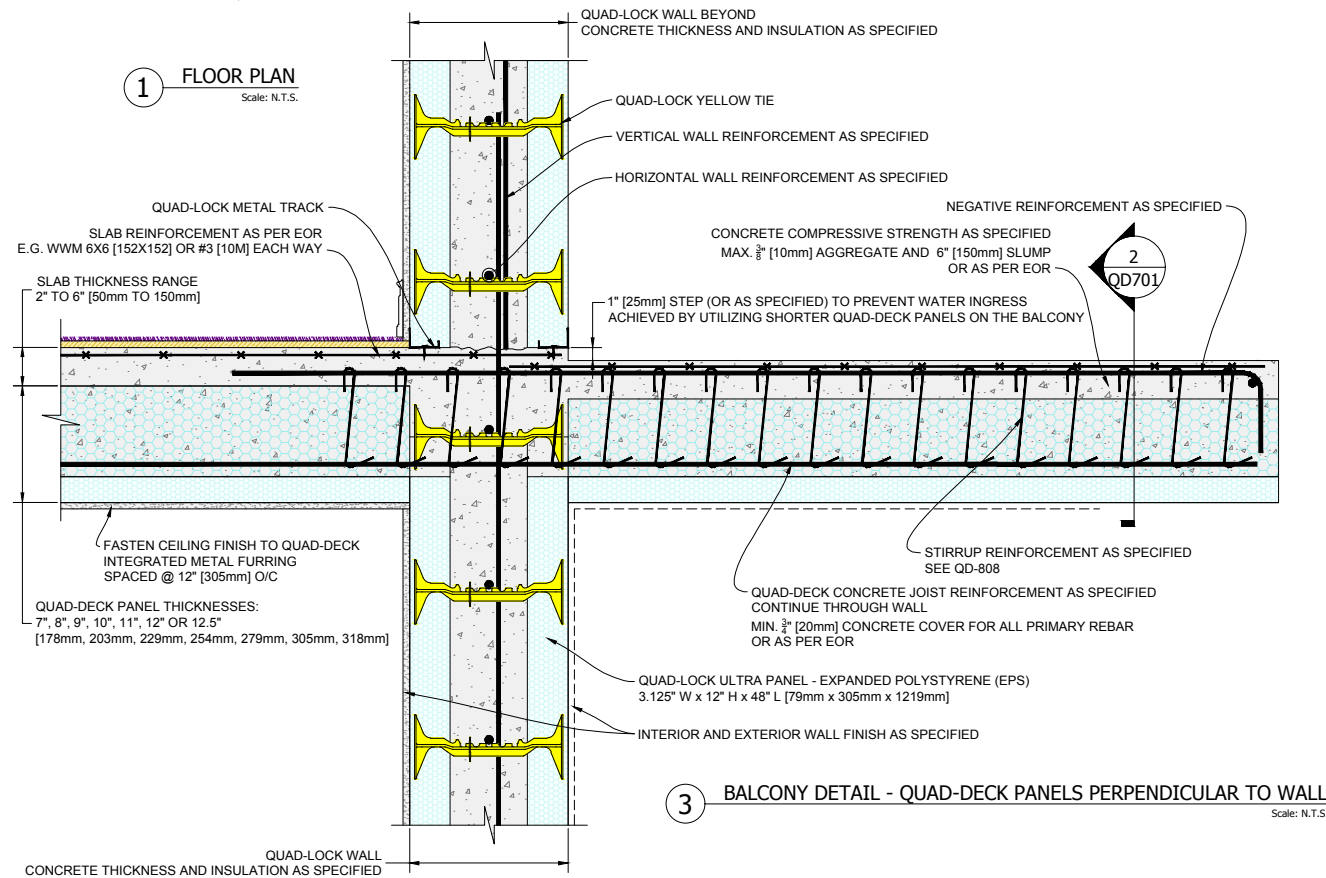 QUAD-LOCK WALL BEYOND
CONCRETE THICKNESS AND INSULATION AS SPECIFIED
1
FLOOR PLAN
Scale: N.T.S.
QUAD-LOCK YELLOW TIE
VERTICAL WALL REINFORCEMENT AS SPECIFIED
HORIZONTAL WALL REINFORCEMENT AS SPECIFIED
QUAD-LOCK METAL TRACK
SLAB REINFORCEMENT AS PER EOR
E.G. WWM 6X6 [152X152] OR #3 [10M] EACH WAY
SLAB THICKNESS RANGE
2" TO 6" [50mm TO 150mm]
NEGATIVE REINFORCEMENT AS SPECIFIED
CONCRETE COMPRESSIVE STRENGTH AS SPECIFIED
MAX. 3/8" [10mm] AGGREGATE AND 6" [150mm] SLUMP
OR AS PER EOR
2
QD701
1" [25mm] STEP (OR AS SPECIFIED) TO PREVENT WATER INGRESS
ACHIEVED BY UTILIZING SHORTER QUAD-DECK PANELS ON THE BALCONY
FASTEN CEILING FINISH TO QUAD-DECK
INTEGRATED METAL FURRING
SPACED @ 12" [305mm] O/C
QUAD-DECK PANEL THICKNESSES:
7", 8", 9", 10", 11", 12" OR 12.5"
[178mm, 203mm, 229mm, 254mm, 279mm, 305mm, 318mm]
STIRRUP REINFORCEMENT AS SPECIFIED
SEE QD-808
QUAD-DECK CONCRETE JOIST REINFORCEMENT AS SPECIFIED
CONTINUE THROUGH WALL
MIN. 3/4" [20mm] CONCRETE COVER FOR ALL PRIMARY REBAR
OR AS PER EOR
QUAD-LOCK ULTRA PANEL - EXPANDED POLYSTYRENE (EPS)
3.125" W x 12" H x 48" L [79mm x 305mm x 1219mm]
INTERIOR AND EXTERIOR WALL FINISH AS SPECIFIED
3
BALCONY DETAIL - QUAD-DECK PANELS PERPENDICULAR TO WALL
Scale: N.T.S
QUAD-LOCK WALL
CONCRETE THICKNESS AND INSULATION AS SPECIFIED